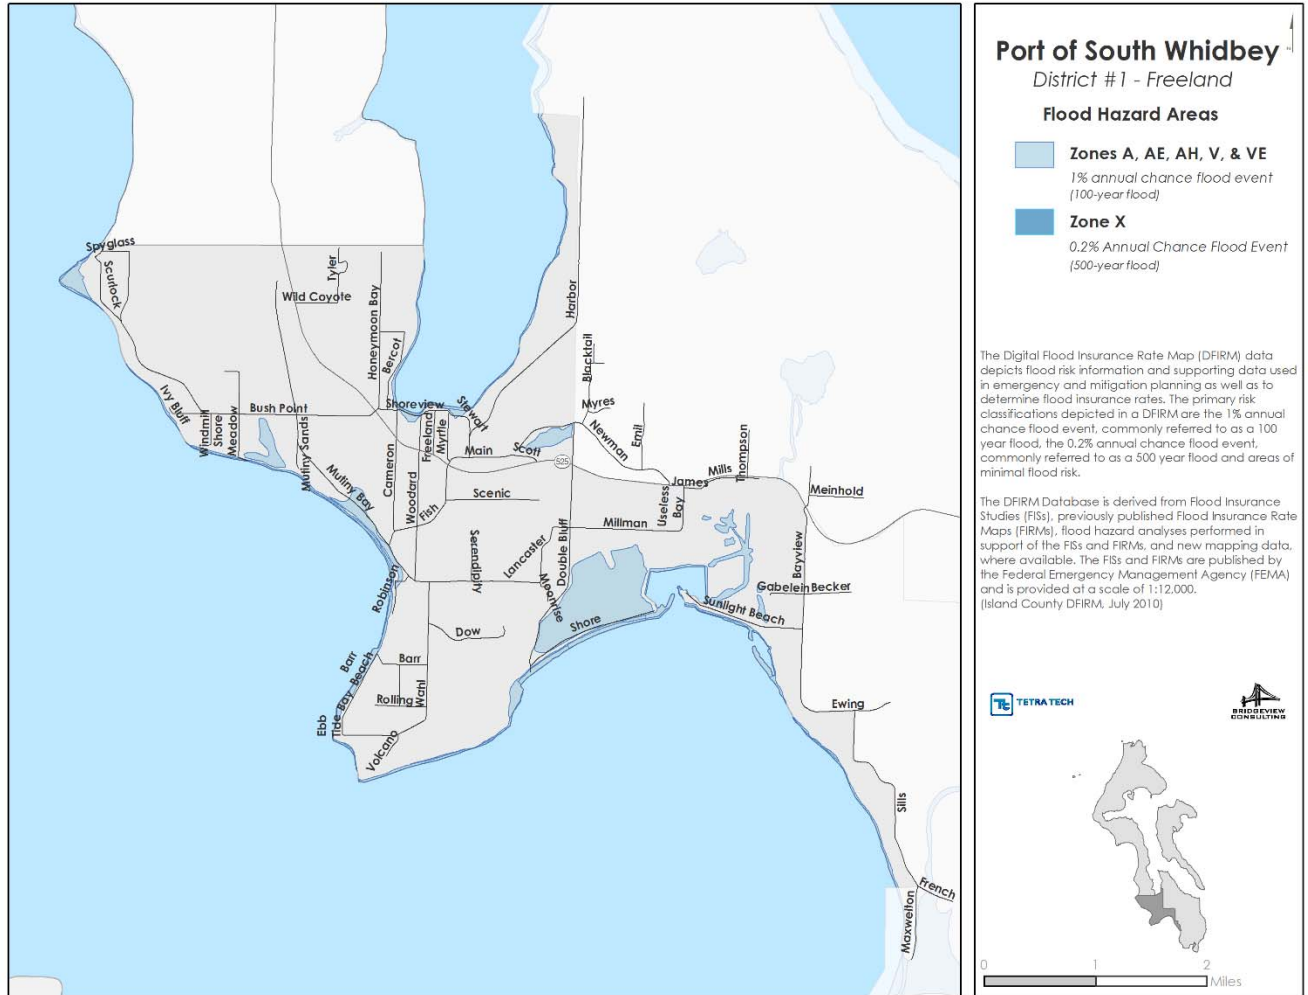 Port of South Whidbey
District #1 - Freeland
Flood Hazard Areas
Zones A, AE, AH, V, & VE
1% annual chance flood event
(100-year flood)
Zone X
0.2% Annual Chance Flood Event
(500-year flood)
The Digital Flood Insurance Rate Map (DFIRM) data
depicts flood risk information and supporting data used
in emergency and mitigation planning as well as to
determine flood insurance rates. The primary risk
classifications depicted in a DFIRM are the 1% annual
chance flood event, commonly referred to as a 100
year flood, the 0.2% annual chance flood event,
commonly referred to as a 500 year flood and areas of
minimal flood risk.
The DFIRM Database is derived from Flood Insurance
Studies (FISs), previously published Flood Insurance Rate
Maps (FIRMs), flood hazard analyses performed in
support of the FISs and FIRMs, and new mapping data,
where available. The FISs and FIRMs are published by
the Federal Emergency Management Agency (FEMA)
and is provided at a scale of 1:12,000.
(Island County DFIRM, July 2010)
TETRA TECH
BRIDGEVIEW
CONSULTING
0 1 2
Miles
Spyglass
Scurlock
Tyler
Wild Coyote
Honeymoon Bay
Bercot
Harbor
Blacktail
Ivy Bluff
Windmill
Shore
Meadow
Bush Point
Mutiny Sands
Shoreview
Stewart
Myres
Freeland
Myrtle
Main
Scott
525
Newman
Emil
Mutiny Bay
Cameron
Woodard
Fish
Scenic
James
Mills
Thompson
Meinhold
Useless
Bay
Millman
Serendipity
Lancaster
Double Bluff
Moonrise
Bayview
Gabelein
Becker
Sunlight Beach
Robinson
Shore
Dow
Barr
Barr
Beach
Rolling
Wahl
Ebb
Tide Bay
Volcano
Ewing
Sills
French
Maxwelton